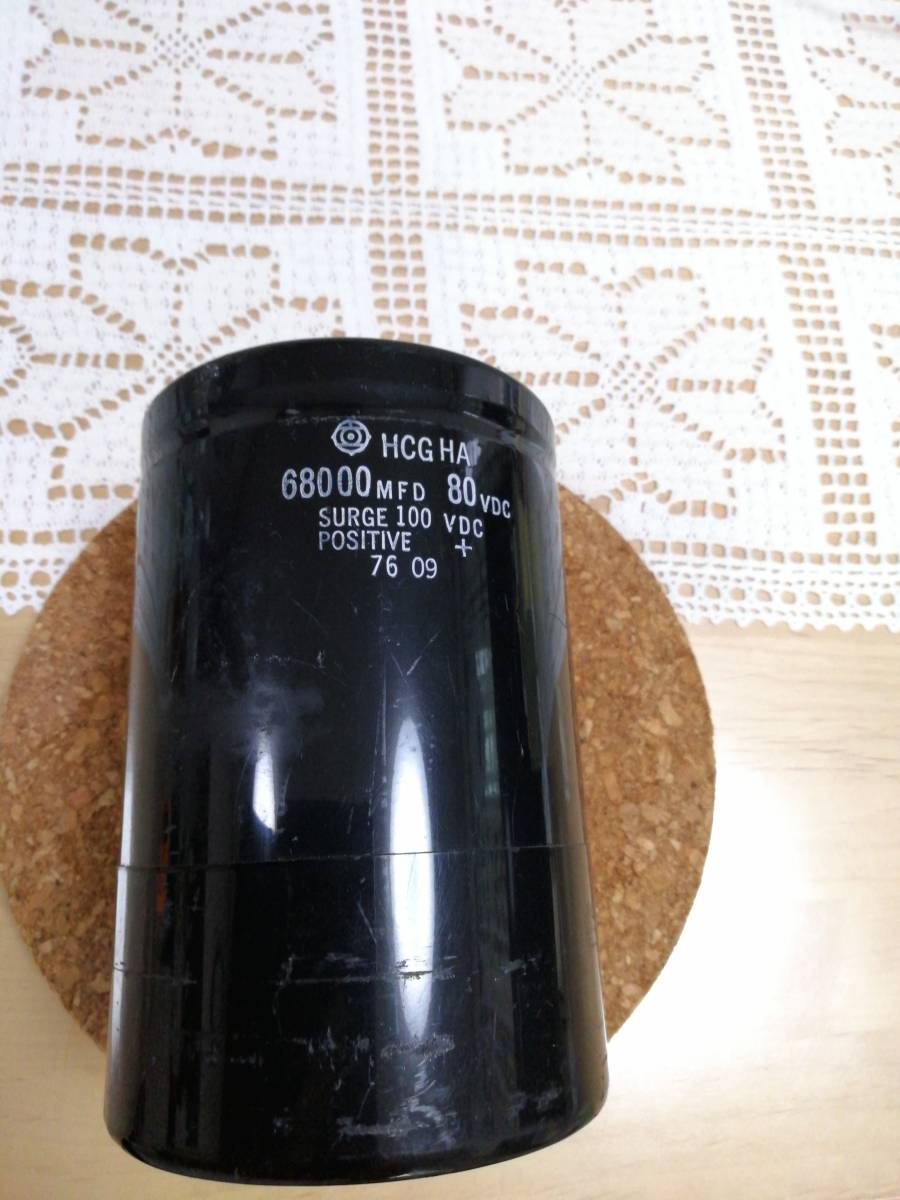 HCG HA
68000 MFD 80 VDC
SURGE 100 VDC
POSITIVE +
76 09